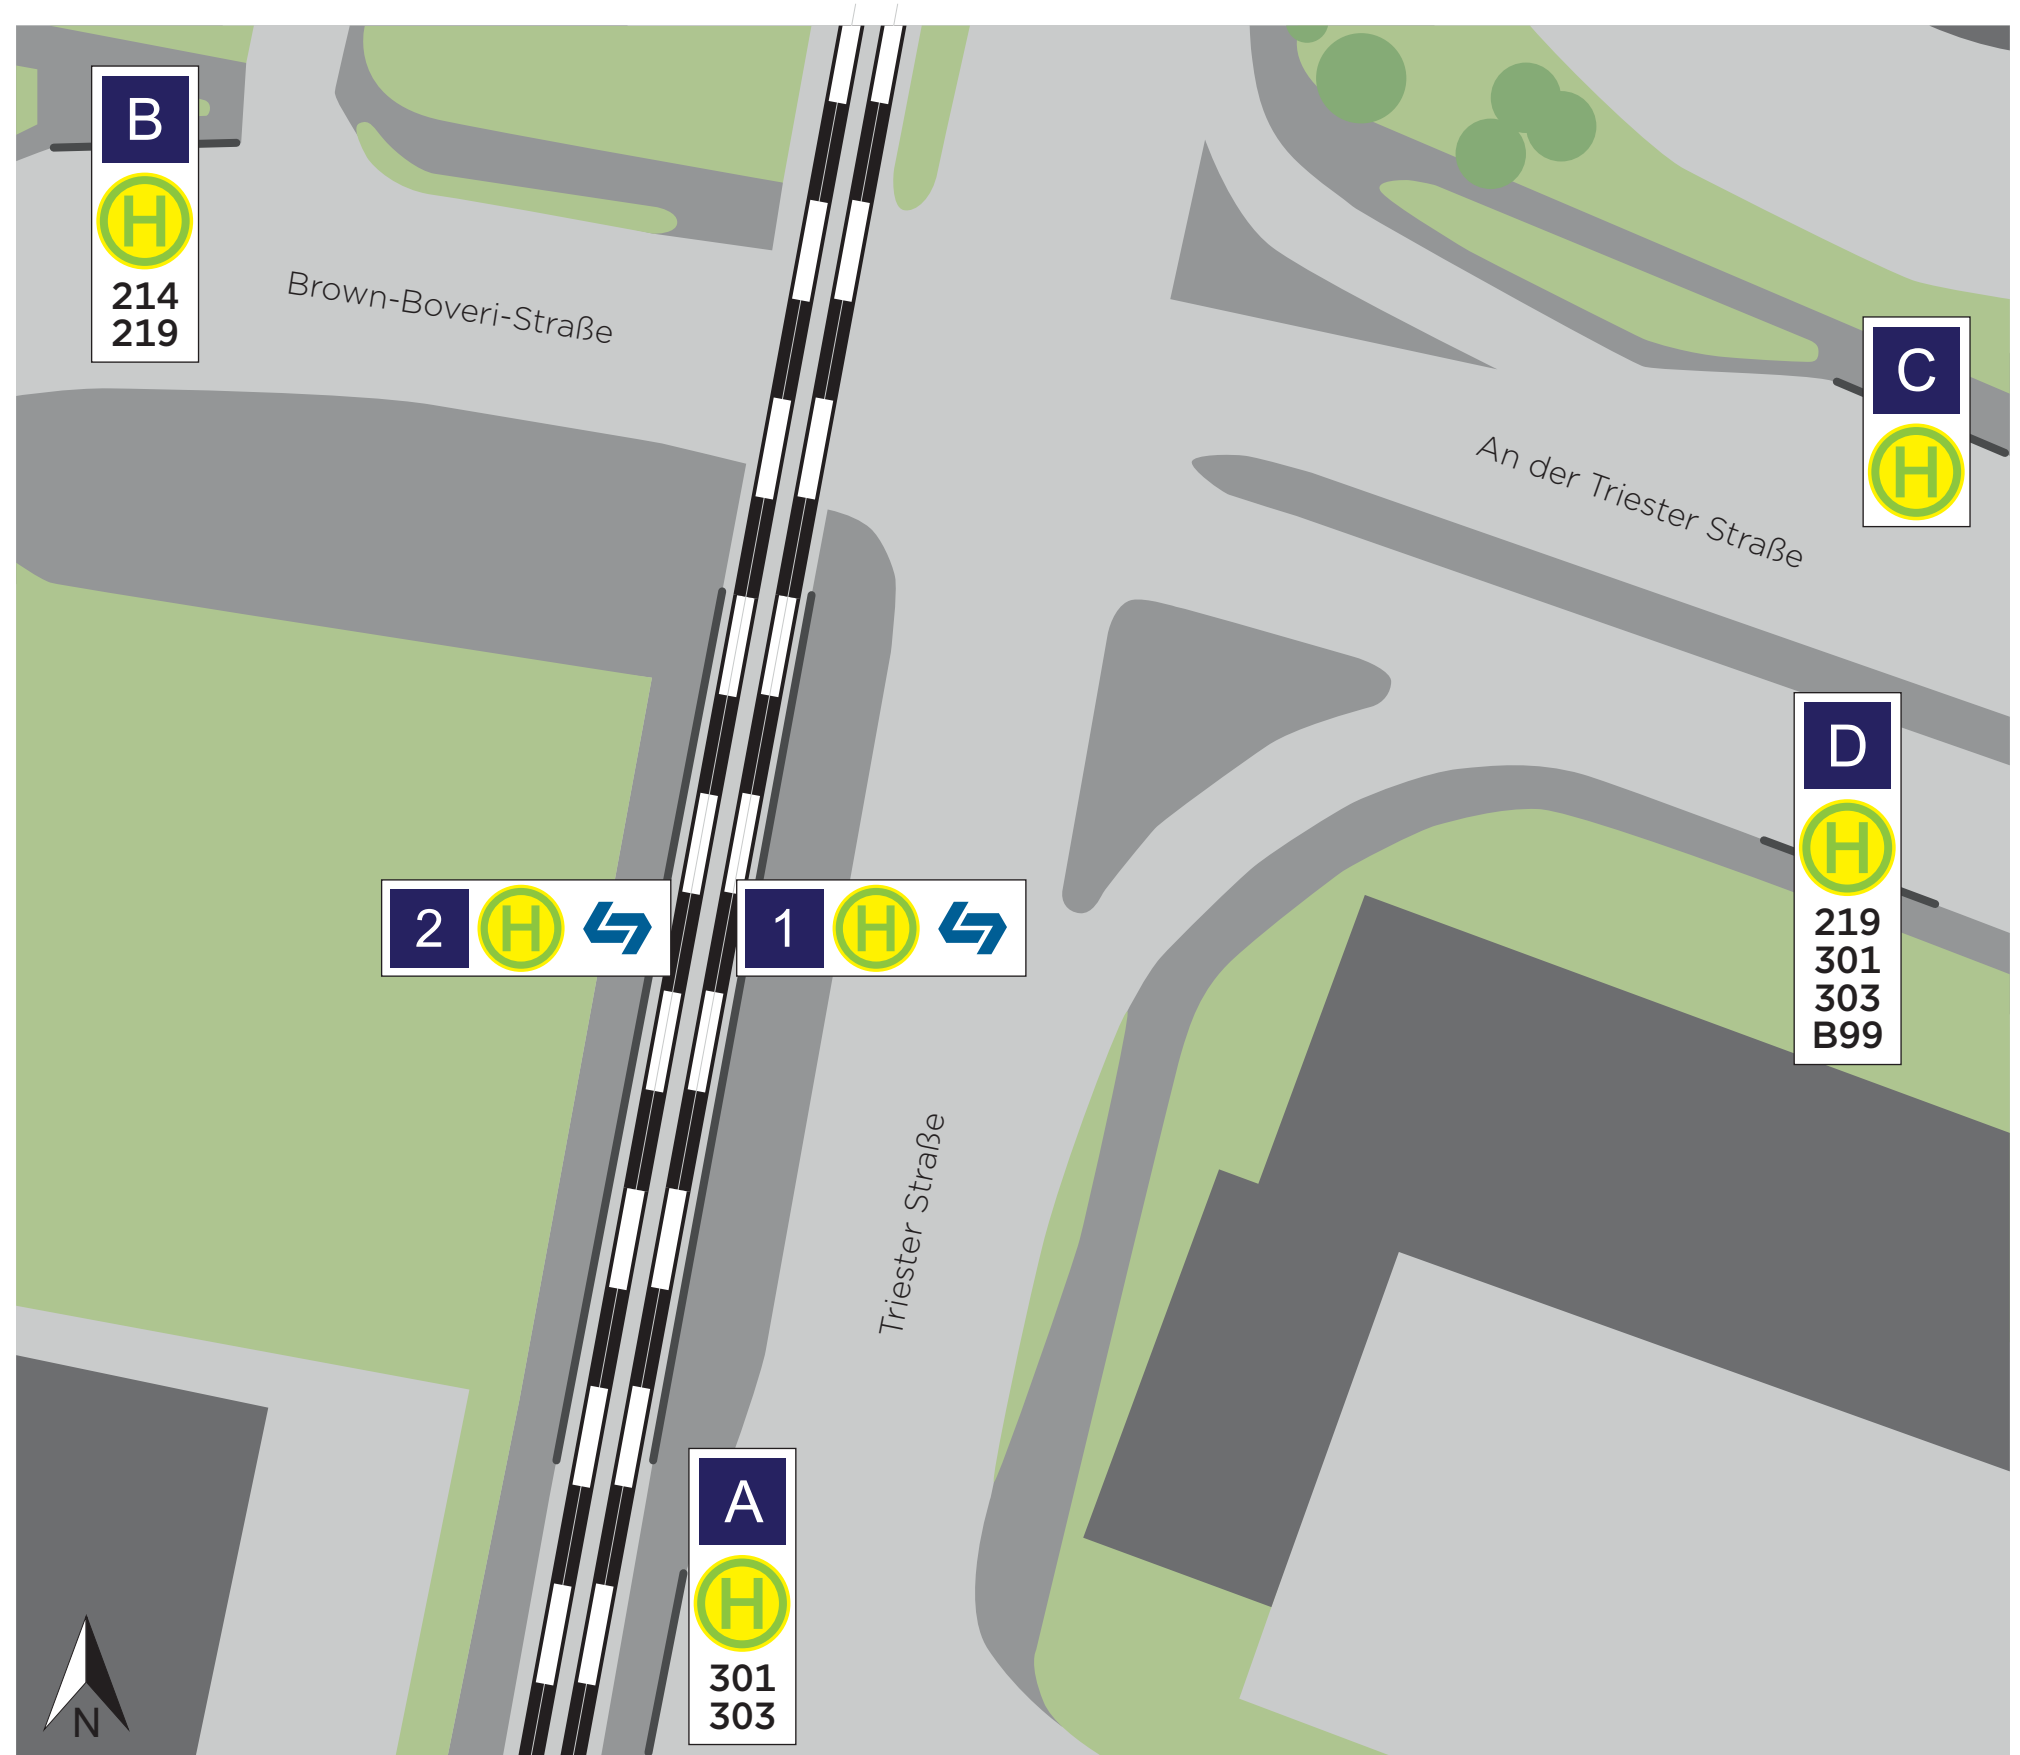 B
H
214
219
Brown-Boveri-Straße
C
H
An der Triester Straße
D
H
219
301
303
B99
2 H
1 H
Triester Straße
A
H
301
303
N